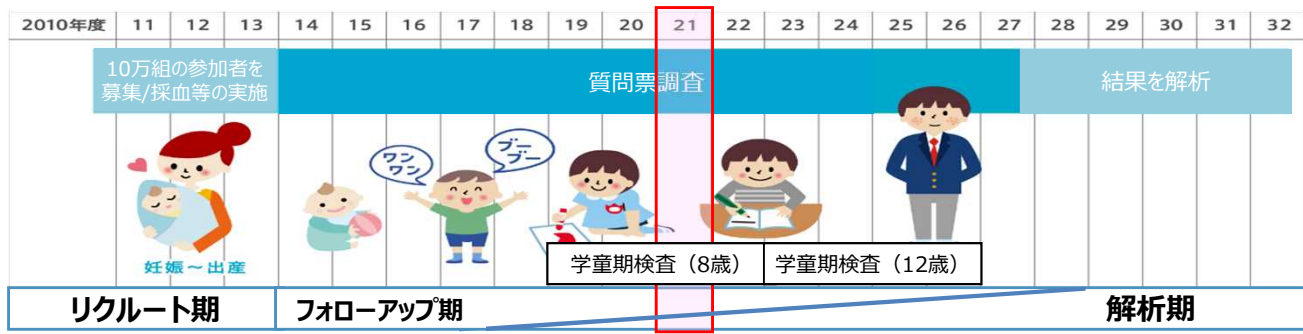 2010年度 11 12 13 14 15 16 17 18 19 20 21 22 23 24 25 26 27 28 29 30 31 32
10万組の参加者を
募集/採血等の実施
質問票調査
結果を解析
ワン
ワン
ブー
ブー
妊娠～出産
学童期検査（8歳） 学童期検査（12歳）
リクルート期 フォローアップ期 解析期